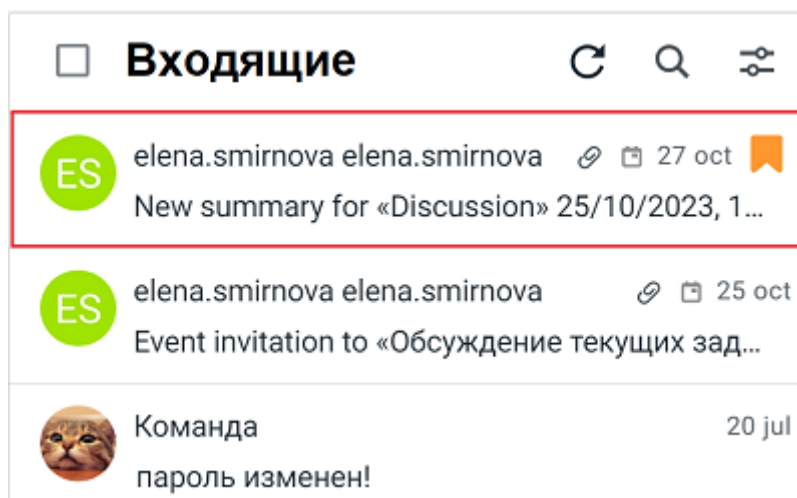 Входящие
ES
elena.smirnova elena.smirnova 27 oct
New summary for «Discussion» 25/10/2023, 1...
ES
elena.smirnova elena.smirnova 25 oct
Event invitation to «Обсуждение текущих зад...
Команда 20 jul
пароль изменен!